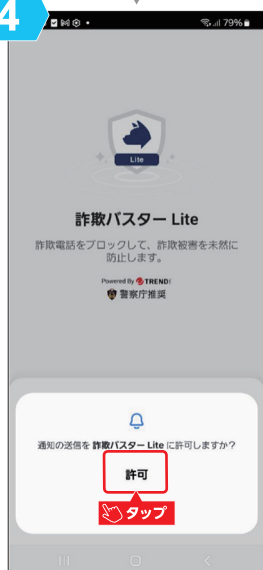 4
79%
Lite
詐欺バスター Lite
詐欺電話をブロックして、詐欺被害を未然に
防止します。
Powered By TREND
警察庁推奨
通知の送信を 詐欺バスター Lite に許可しますか？
許可
タップ